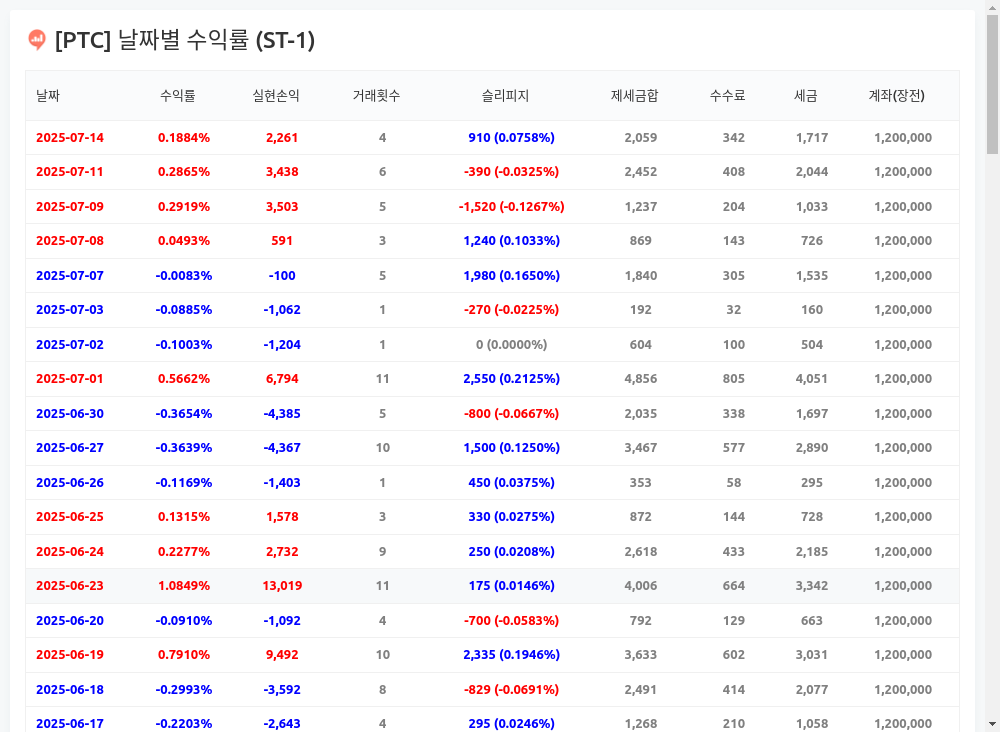 [PTC] 날짜별 수익률 (ST-1)
날짜 수익률 실현손익 거래횟수 슬리피지 제세금합 수수료 세금 계좌(장전)
2025-07-14 0.1884% 2,261 4 910 (0.0758%) 2,059 342 1,717 1,200,000
2025-07-11 0.2865% 3,438 6 -390 (-0.0325%) 2,452 408 2,044 1,200,000
2025-07-09 0.2919% 3,503 5 -1,520 (-0.1267%) 1,237 204 1,033 1,200,000
2025-07-08 0.0493% 591 3 1,240 (0.1033%) 869 143 726 1,200,000
2025-07-07 -0.0083% -100 5 1,980 (0.1650%) 1,840 305 1,535 1,200,000
2025-07-03 -0.0885% -1,062 1 -270 (-0.0225%) 192 32 160 1,200,000
2025-07-02 -0.1003% -1,204 1 0 (0.0000%) 604 100 504 1,200,000
2025-07-01 0.5662% 6,794 11 2,550 (0.2125%) 4,856 805 4,051 1,200,000
2025-06-30 -0.3654% -4,385 5 -800 (-0.0667%) 2,035 338 1,697 1,200,000
2025-06-27 -0.3639% -4,367 10 1,500 (0.1250%) 3,467 577 2,890 1,200,000
2025-06-26 -0.1169% -1,403 1 450 (0.0375%) 353 58 295 1,200,000
2025-06-25 0.1315% 1,578 3 330 (0.0275%) 872 144 728 1,200,000
2025-06-24 0.2277% 2,732 9 250 (0.0208%) 2,618 433 2,185 1,200,000
2025-06-23 1.0849% 13,019 11 175 (0.0146%) 4,006 664 3,342 1,200,000
2025-06-20 -0.0910% -1,092 4 -700 (-0.0583%) 792 129 663 1,200,000
2025-06-19 0.7910% 9,492 10 2,335 (0.1946%) 3,633 602 3,031 1,200,000
2025-06-18 -0.2993% -3,592 8 -829 (-0.0691%) 2,491 414 2,077 1,200,000
2025-06-17 -0.2203% -2,643 4 295 (0.0246%) 1,268 210 1,058 1,200,000